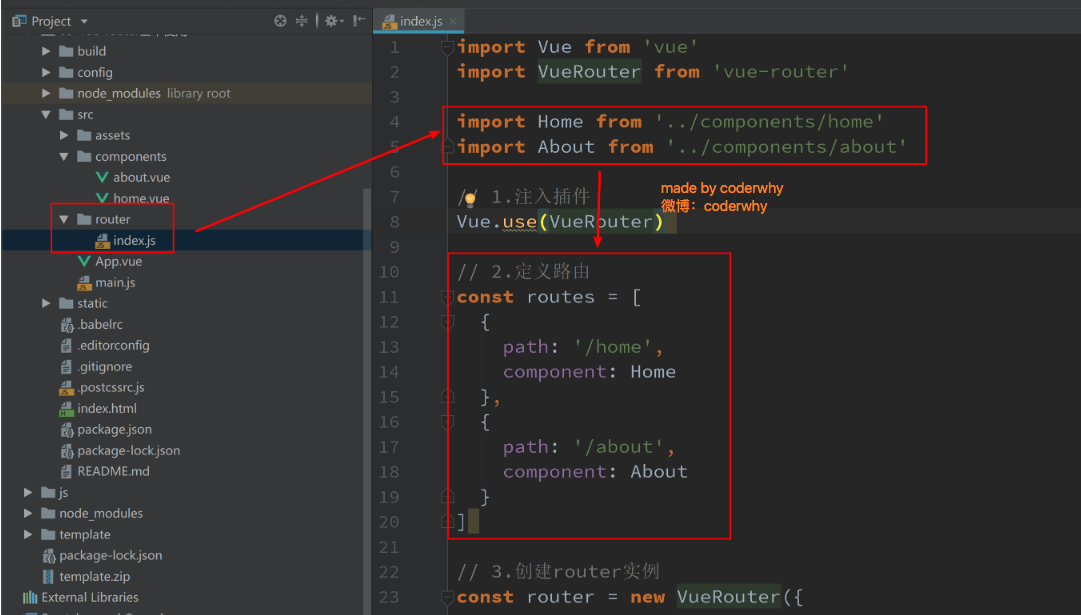 Project
index.js
build
config
node_modules library root
src
assets
components
about.vue
home.vue
router
index.js
App.vue
main.js
static
.babelrc
.editorconfig
.gitignore
.postcssrc.js
index.html
package.json
package-lock.json
README.md
js
node_modules
template
package-lock.json
template.zip
External Libraries
1 import Vue from 'vue'
2 import VueRouter from 'vue-router'
3
4 import Home from '../components/home'
5 import About from '../components/about'
6
7 // 1.注入插件
8 Vue.use(VueRouter)
9
10 // 2.定义路由
11 const routes = [
12 {
13 path: '/home',
14 component: Home
15 },
16 {
17 path: '/about',
18 component: About
19 }
20 ]
21
22 // 3.创建router实例
23 const router = new VueRouter({
made by coderwhy
微博：coderwhy